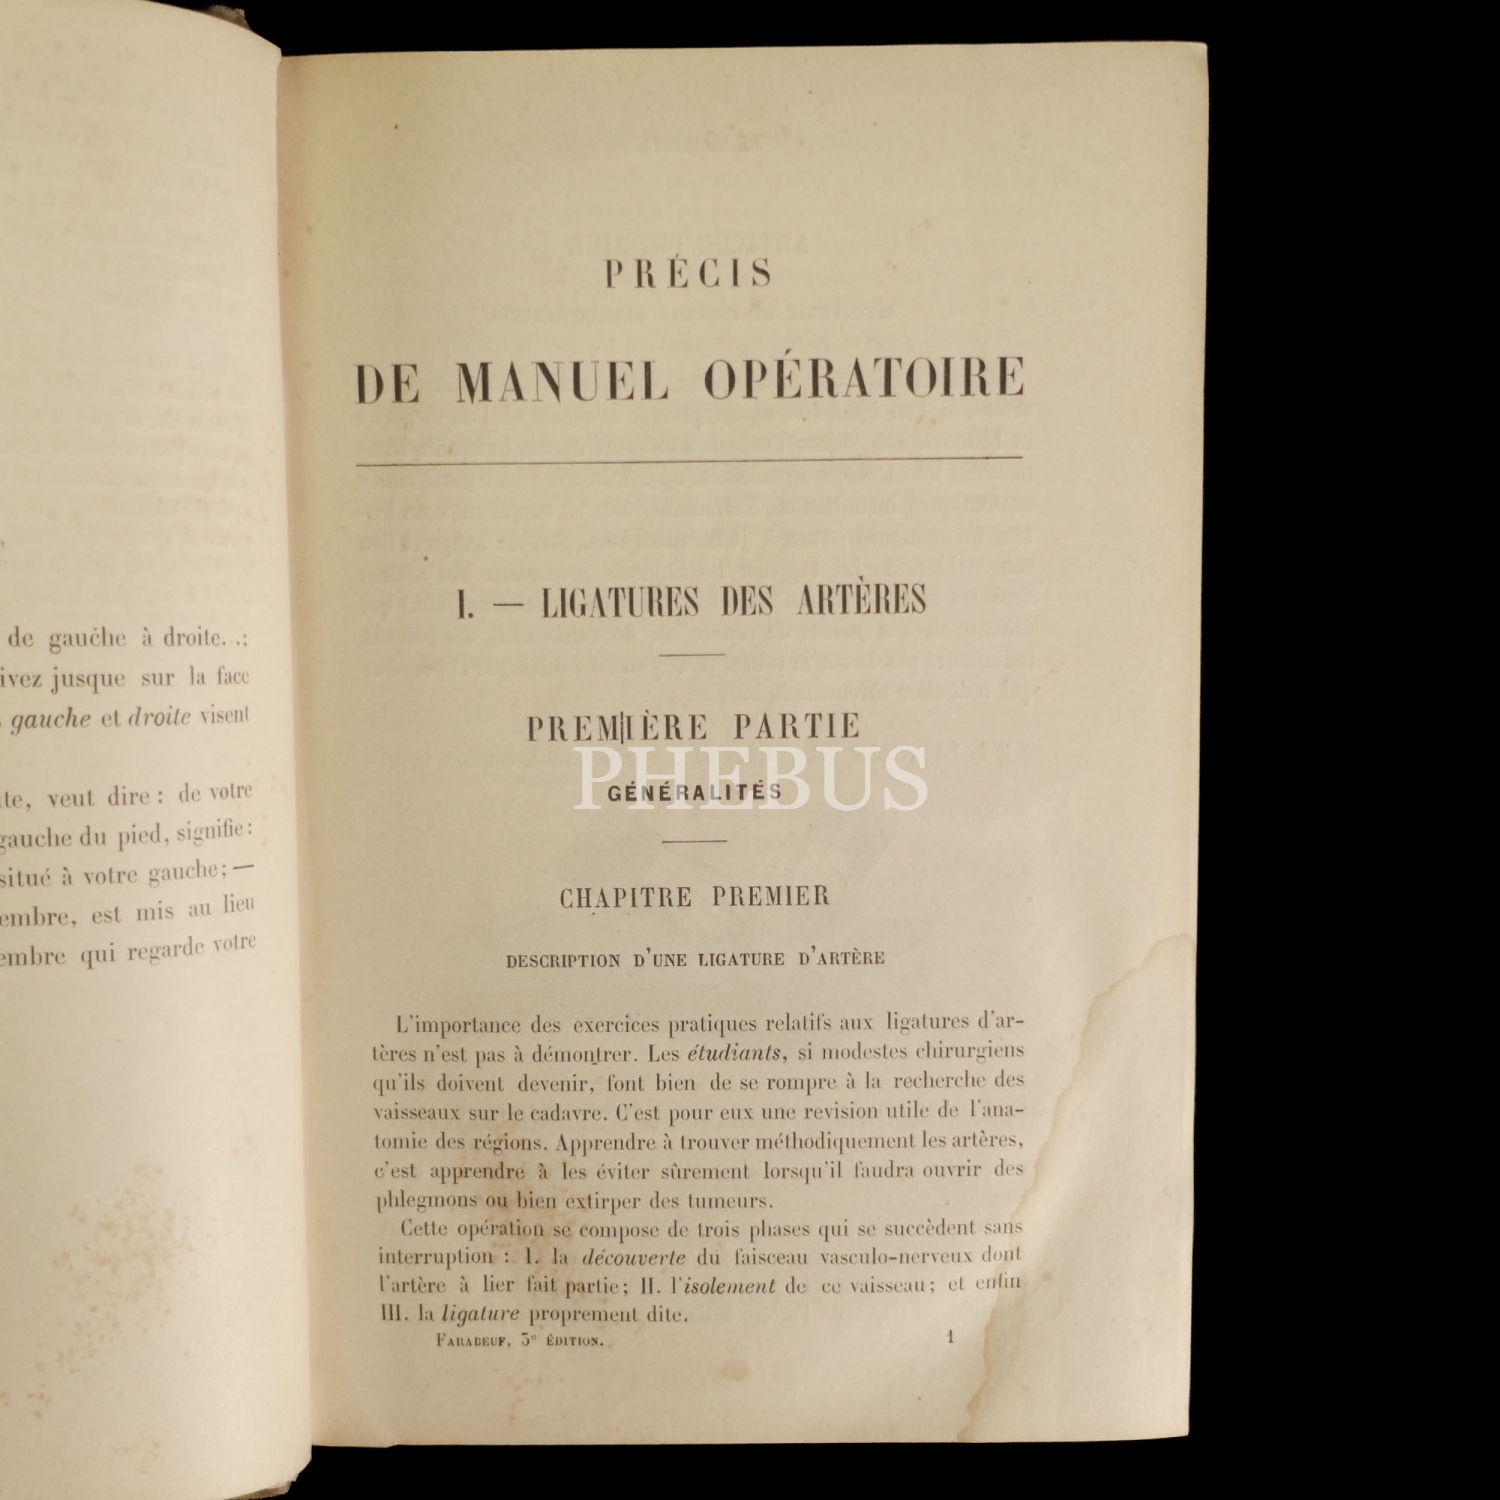 de gauche à droite. .:
ivez jusque sur la face
gauche et droite visent
te, veut dire : de votre
gauche du pied, signifie :
situé à votre gauche; —
embre, est mis au lieu
embre qui regarde votre
PRÉCIS
DE MANUEL OPÉRATOIRE
I. — LIGATURES DES ARTÈRES
PREMIÈRE PARTIE
PHEBUS
GÉNÉRALITÉS
CHAPITRE PREMIER
DESCRIPTION D'UNE LIGATURE D'ARTÈRE
L'importance des exercices pratiques relatifs aux ligatures d'ar-
tères n'est pas à démontrer. Les étudiants, si modestes chirurgiens
qu'ils doivent devenir, font bien de se rompre à la recherche des
vaisseaux sur le cadavre. C'est pour eux une revision utile de l'ana-
tomie des régions. Apprendre à trouver méthodiquement les artères,
c'est apprendre à les éviter sûrement lorsqu'il faudra ouvrir des
phlegmons ou bien extirper des tumeurs.
Cette opération se compose de trois phases qui se succèdent sans
interruption : I. la découverte du faisceau vasculo-nerveux dont
l'artère à lier fait partie; II. l'isolement de ce vaisseau; et enfin
III. la ligature proprement dite.
FARABEUF, 3e ÉDITION. 1